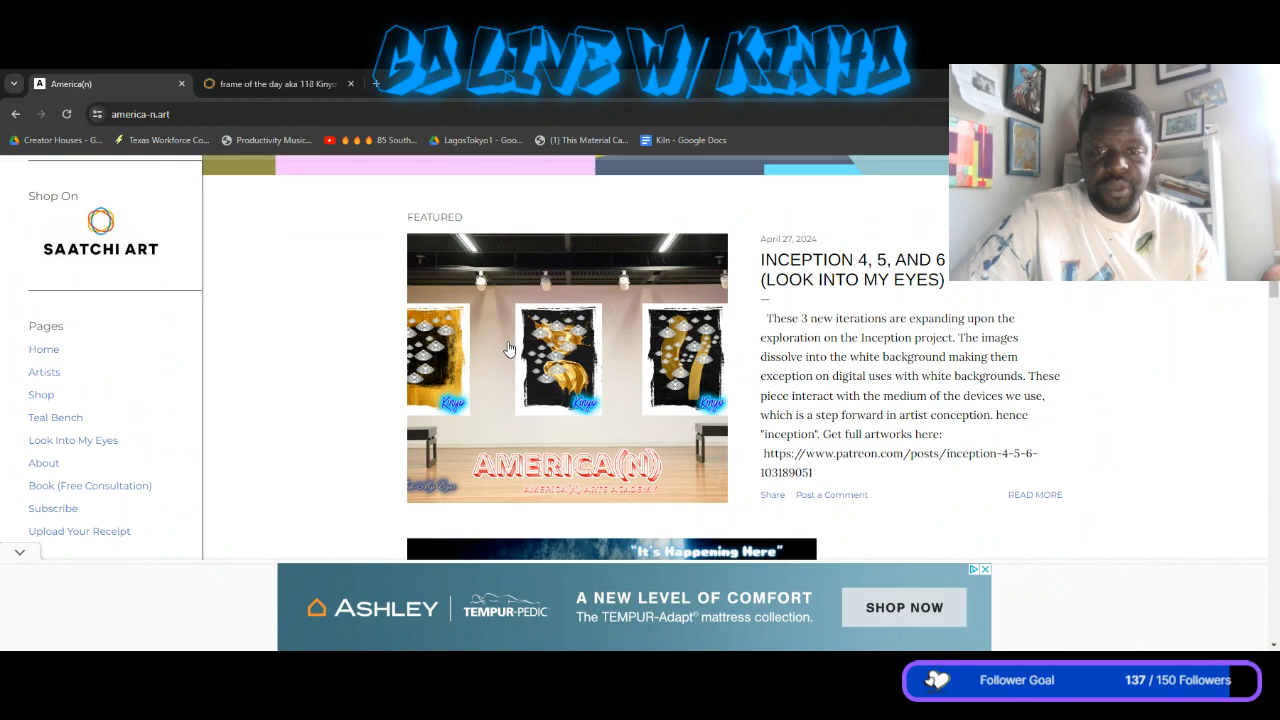 GO LIVE W/ KINYO
America(n)
frame of the day aka 118 Kinyo
america-n.art
Creator Houses - G...
Texas Workforce Co...
Productivity Music...
🔥🔥🔥 85 South...
LagosTokyo1 - Goo...
(1) This Material Ca...
Kiln - Google Docs
Shop On
SAATCHI ART
Pages
Home
Artists
Shop
Teal Bench
Look Into My Eyes
About
Book (Free Consultation)
Subscribe
Upload Your Receipt
FEATURED
Kinyo
Kinyo
Kinyo
AMERICA(N)
AMERICA(N) ARTS ACADEMY
April 27, 2024
INCEPTION 4, 5, AND 6
(LOOK INTO MY EYES)
These 3 new iterations are expanding upon the
exploration on the Inception project. The images
dissolve into the white background making them
exception on digital uses with white backgrounds. These
piece interact with the medium of the devices we use,
which is a step forward in artist conception. hence
"inception". Get full artworks here:
https://www.patreon.com/posts/inception-4-5-6-
103189051
Share
Post a Comment
READ MORE
"It's Happening Here"
ASHLEY
TEMPUR-PEDIC
A NEW LEVEL OF COMFORT
The TEMPUR-Adapt® mattress collection.
SHOP NOW
Follower Goal
137 / 150 Followers